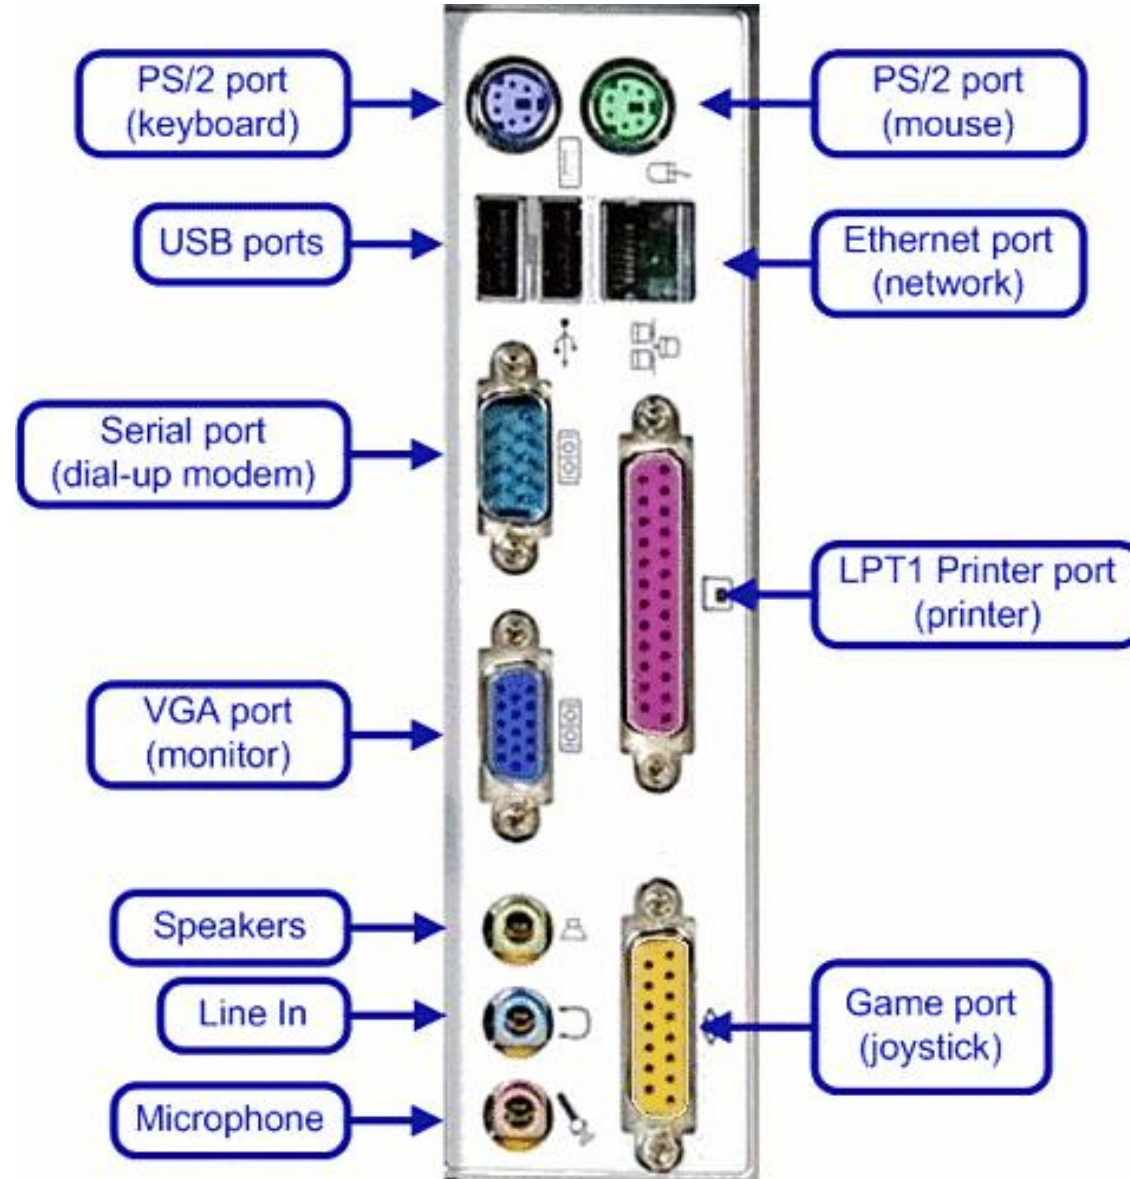 PS/2 port
(keyboard)
PS/2 port
(mouse)
USB ports
Ethernet port
(network)
Serial port
(dial-up modem)
LPT1 Printer port
(printer)
VGA port
(monitor)
Speakers
Line In
Game port
(joystick)
Microphone